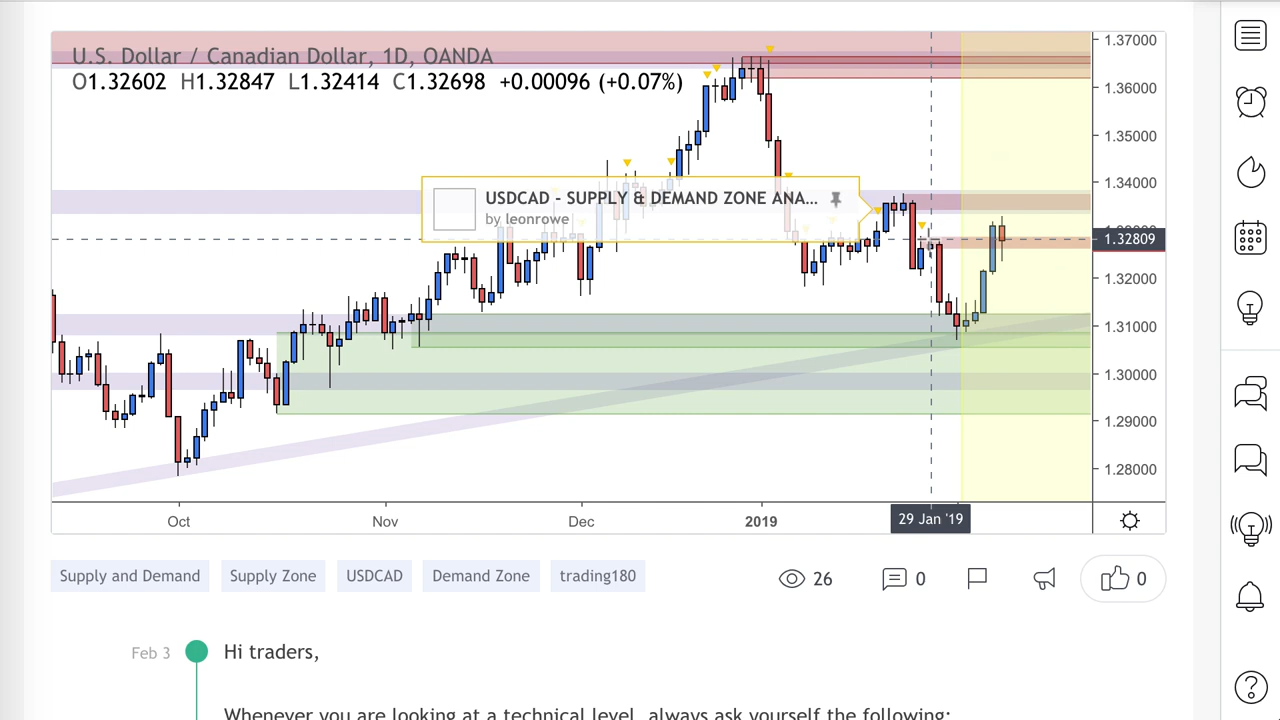 U.S. Dollar / Canadian Dollar, 1D, OANDA
O1.32602 H1.32847 L1.32414 C1.32698 +0.00096 (+0.07%)
1.37000
1.36000
1.35000
1.34000
USDCAD - SUPPLY & DEMAND ZONE ANA...
by leonrowe
1.32809
1.32000
1.31000
1.30000
1.29000
1.28000
Oct Nov Dec 2019 29 Jan '19
Supply and Demand Supply Zone USDCAD Demand Zone trading180 26 0 0
Feb 3 Hi traders,
Whenever you are looking at a technical level, always ask yourself the following: